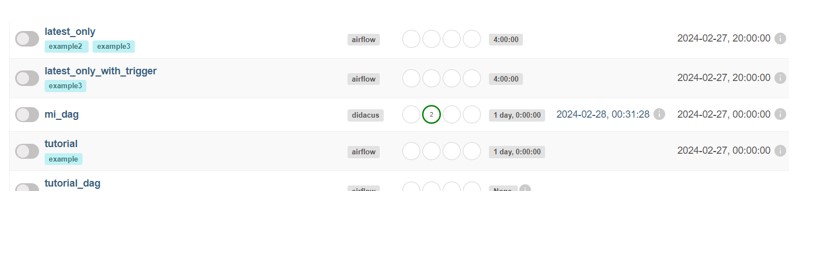 latest_only
example2 example3
airflow 4:00:00 2024-02-27, 20:00:00
latest_only_with_trigger
example3
airflow 4:00:00 2024-02-27, 20:00:00
mi_dag didacus 2 1 day, 0:00:00 2024-02-28, 00:31:28 2024-02-27, 00:00:00
tutorial
example
airflow 1 day, 0:00:00 2024-02-27, 00:00:00
tutorial_dag
airflow None